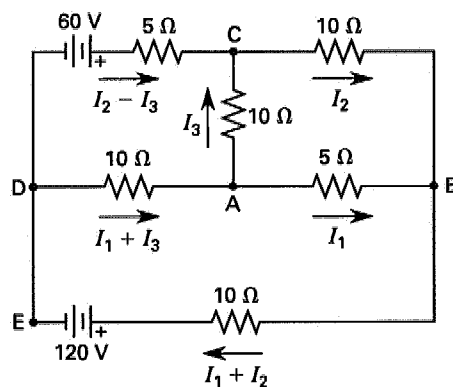 60 V 5 Ω C 10 Ω
+
I₂ − I₃ I₂
I₃ 10 Ω
10 Ω 5 Ω
D A B
I₁ + I₃ I₁
10 Ω
E
+
120 V
I₁ + I₂